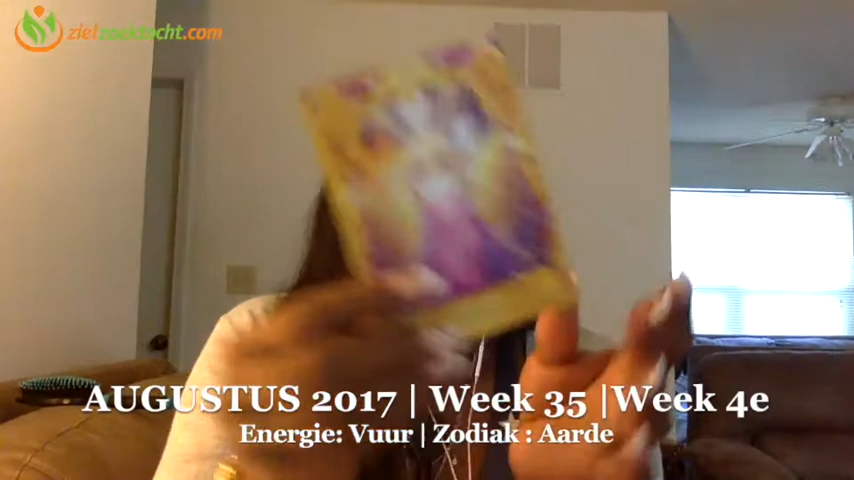 zielzoektocht.com
AUGUSTUS 2017 | Week 35 |Week 4e
Energie: Vuur | Zodiak : Aarde